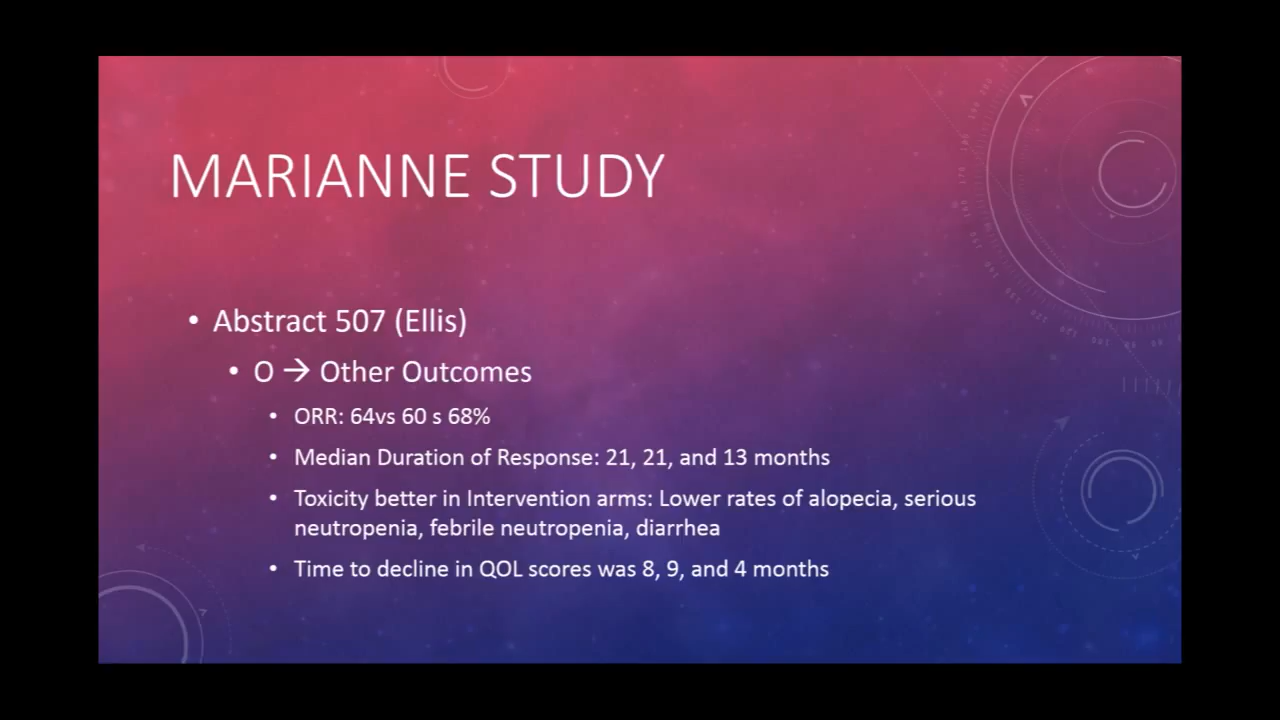 MARIANNE STUDY
• Abstract 507 (Ellis)
• O → Other Outcomes
• ORR: 64vs 60 s 68%
• Median Duration of Response: 21, 21, and 13 months
• Toxicity better in Intervention arms: Lower rates of alopecia, serious
neutropenia, febrile neutropenia, diarrhea
• Time to decline in QOL scores was 8, 9, and 4 months